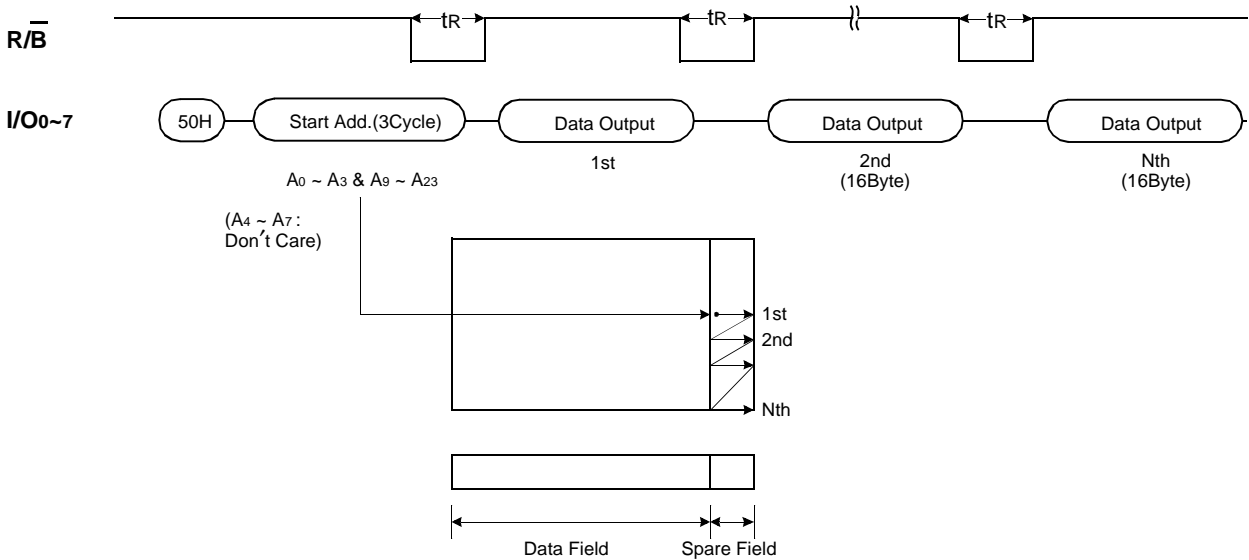 tR tR tR
R/B
I/O0~7
50H Start Add.(3Cycle) Data Output Data Output Data Output
1st 2nd Nth
(16Byte) (16Byte)
A0 ~ A3 & A9 ~ A23
(A4 ~ A7 :
Don't Care)
1st
2nd
Nth
Data Field Spare Field